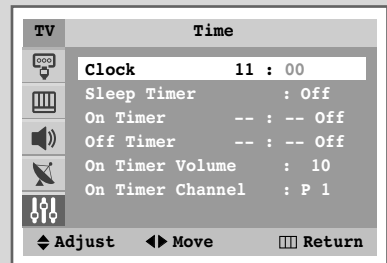 TV Time
Clock 11 : 00
Sleep Timer : Off
On Timer -- : -- Off
Off Timer -- : -- Off
On Timer Volume : 10
On Timer Channel : P 1
Adjust Move Return